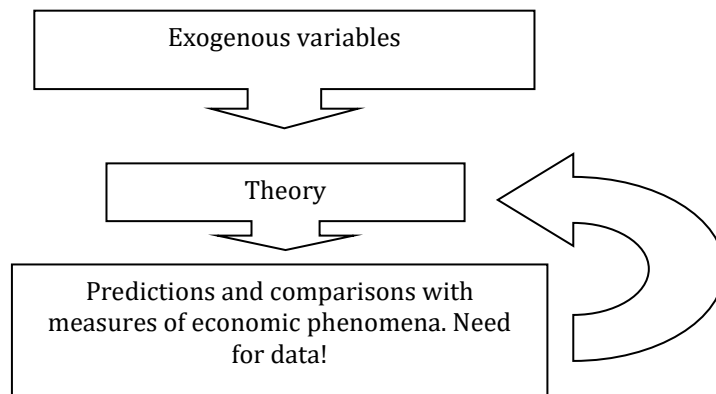 Exogenous variables
Theory
Predictions and comparisons with
measures of economic phenomena. Need
for data!